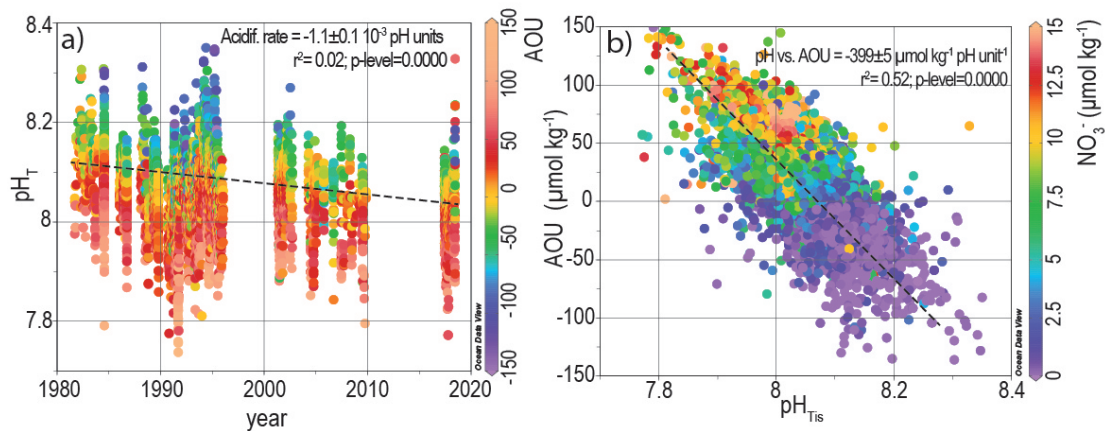 a)
Acidif. rate = -1.1±0.1 10⁻³ pH units
r²= 0.02; p-level=0.0000
8.4
8.2
8
7.8
pH_T
1980
1990
2000
2010
2020
year
Ocean Data View
150
100
50
0
-50
-100
-150
AOU
b)
pH vs. AOU = -399±5 µmol kg⁻¹ pH unit⁻¹
r²= 0.52; p-level=0.0000
150
100
50
0
-50
-100
-150
AOU (µmol kg⁻¹)
7.8
8
8.2
8.4
pH_Tis
Ocean Data View
15
12.5
10
7.5
5
2.5
0
NO₃⁻ (µmol kg⁻¹)